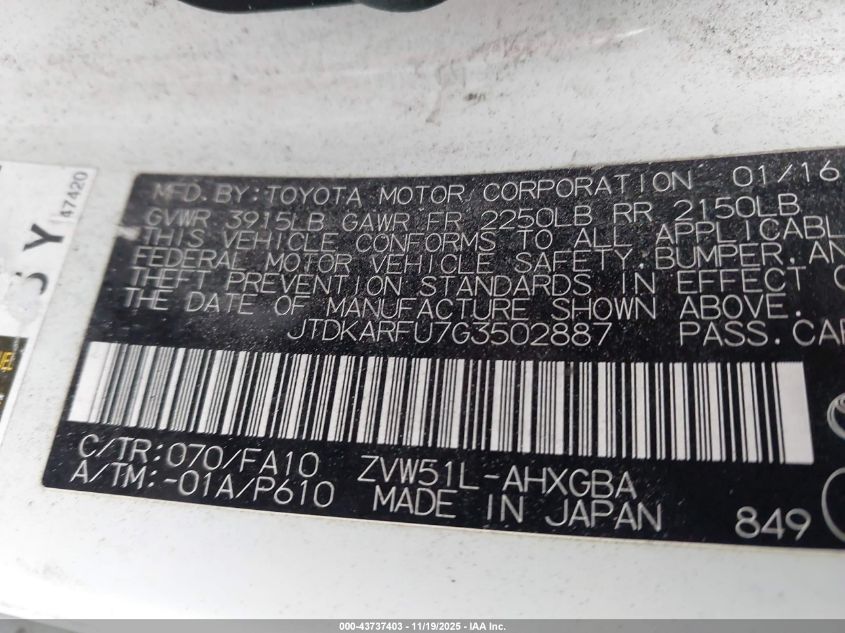 MFD.BY:TOYOTA MOTOR CORPORATION 01/16
GVWR 3915LB GAWR FR 2250LB RR 2150LB
THIS VEHICLE CONFORMS TO ALL APPLICABL
FEDERAL MOTOR VEHICLE SAFETY,BUMPER,AN
THEFT PREVENTION STANDARDS IN EFFECT O
THE DATE OF MANUFACTURE SHOWN ABOVE.
JTDKARFU7G3502887 PASS.CAR
C/TR:070/FA10 ZVW51L-AHXGBA
A/TM:-01A/P610 MADE IN JAPAN 849
47420
SY
000-43737403 - 11/19/2025 - IAA Inc.